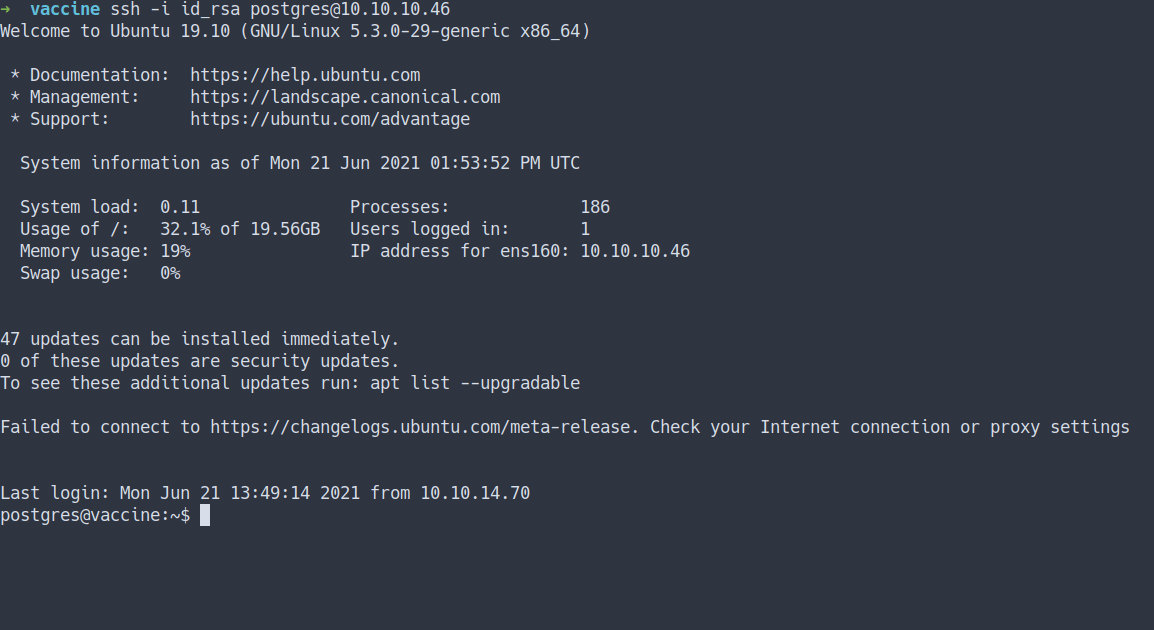 → vaccine ssh -i id_rsa postgres@10.10.10.46
Welcome to Ubuntu 19.10 (GNU/Linux 5.3.0-29-generic x86_64)
* Documentation: https://help.ubuntu.com
* Management: https://landscape.canonical.com
* Support: https://ubuntu.com/advantage
System information as of Mon 21 Jun 2021 01:53:52 PM UTC
System load: 0.11 Processes: 186
Usage of /: 32.1% of 19.56GB Users logged in: 1
Memory usage: 19% IP address for ens160: 10.10.10.46
Swap usage: 0%
47 updates can be installed immediately.
0 of these updates are security updates.
To see these additional updates run: apt list --upgradable
Failed to connect to https://changelogs.ubuntu.com/meta-release. Check your Internet connection or proxy settings
Last login: Mon Jun 21 13:49:14 2021 from 10.10.14.70
postgres@vaccine:~$